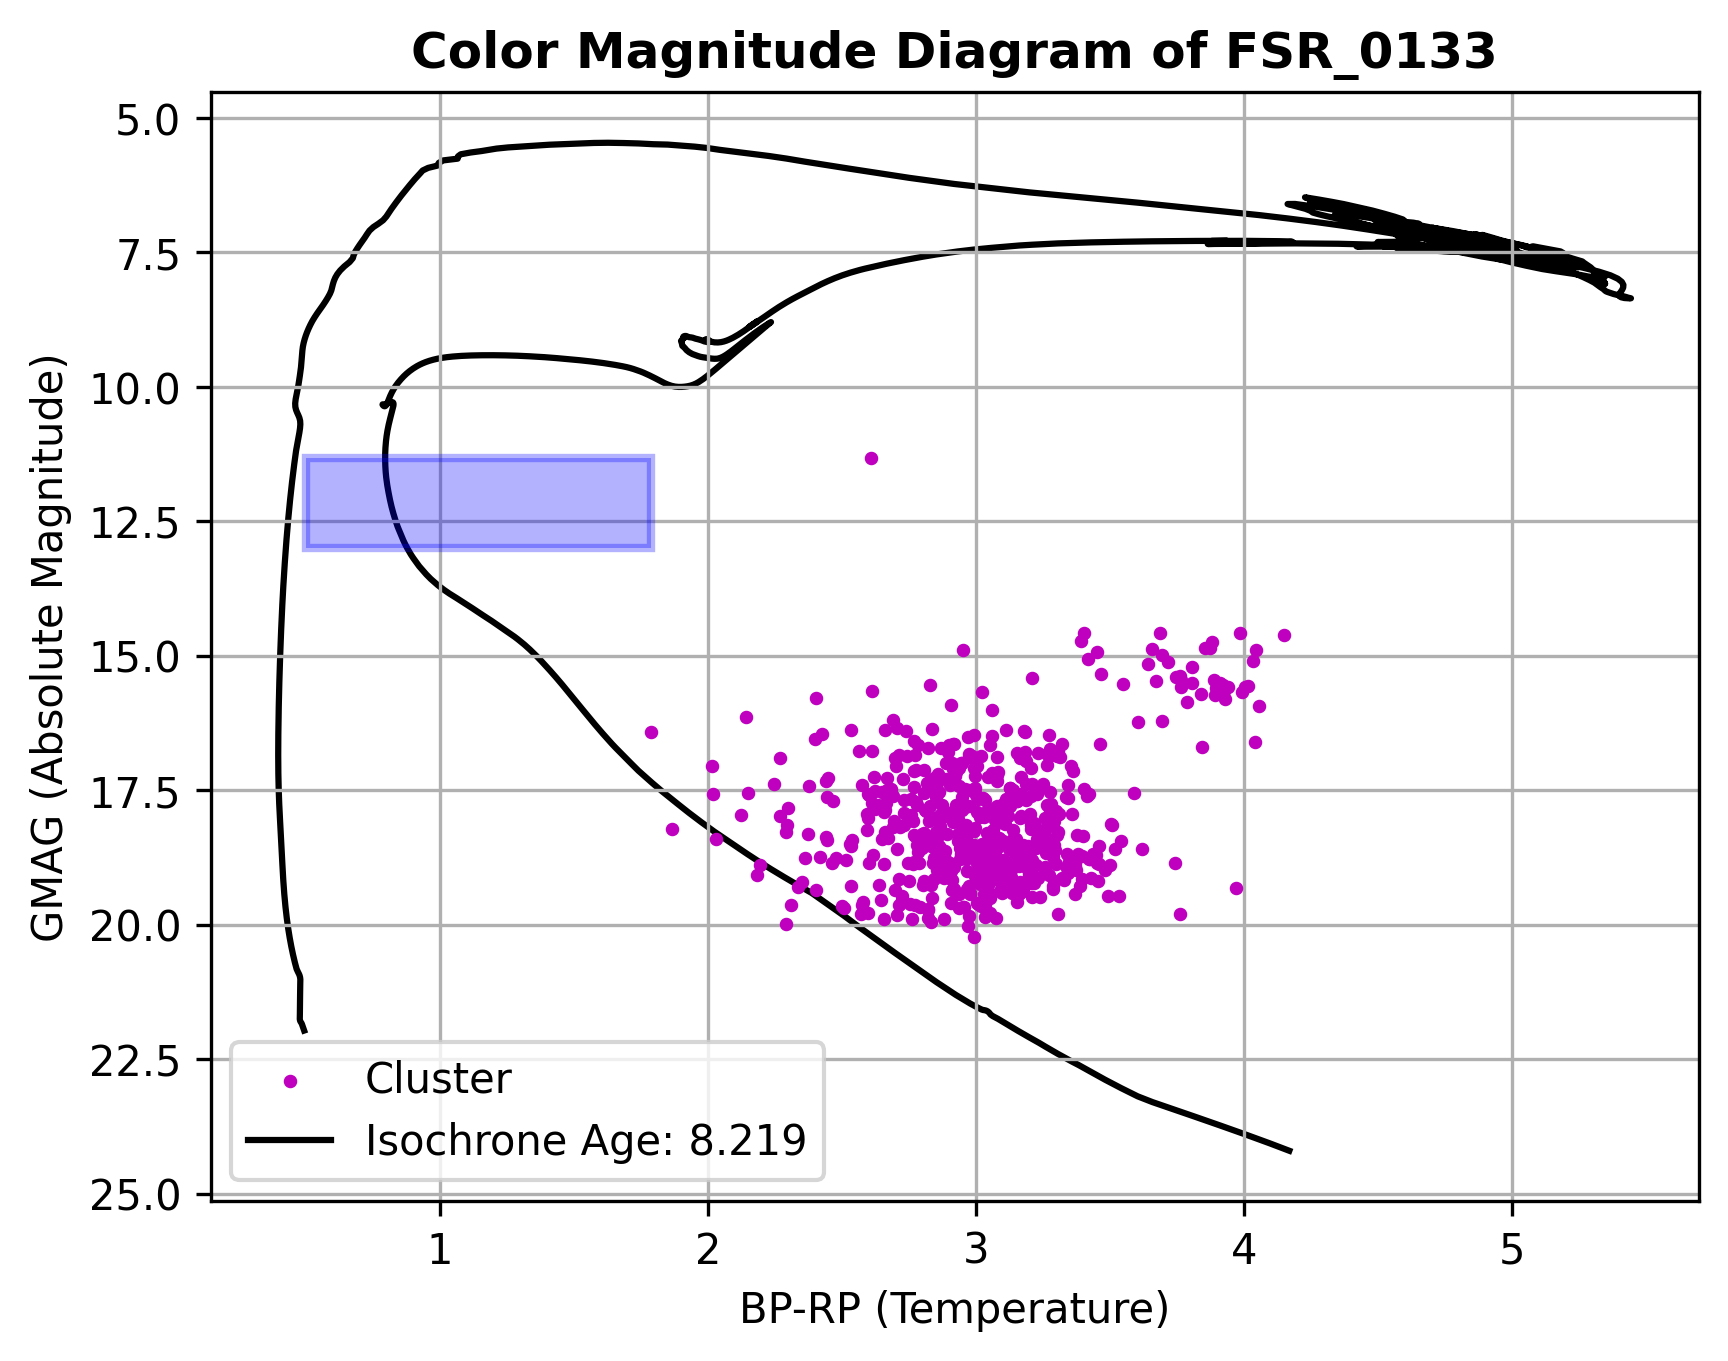 Color Magnitude Diagram of FSR_0133
GMAG (Absolute Magnitude)
5.0
7.5
10.0
12.5
15.0
17.5
20.0
22.5
25.0
Cluster
Isochrone Age: 8.219
1 2 3 4 5
BP-RP (Temperature)